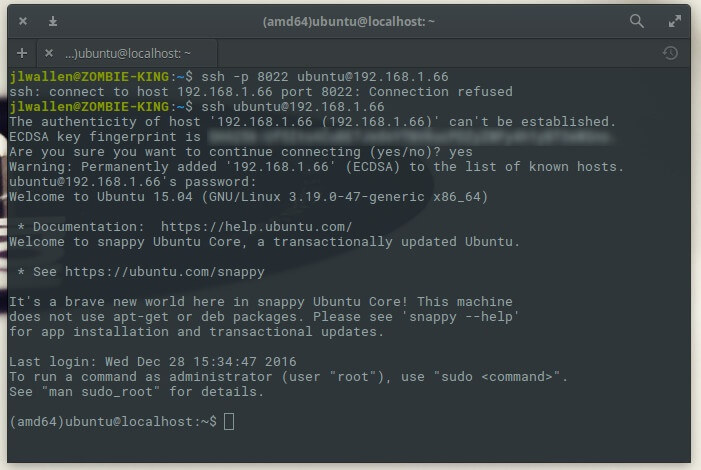 (amd64)ubuntu@localhost: ~
...)ubuntu@localhost: ~
jlwallen@ZOMBIE-KING:~$ ssh -p 8022 ubuntu@192.168.1.66
ssh: connect to host 192.168.1.66 port 8022: Connection refused
jlwallen@ZOMBIE-KING:~$ ssh ubuntu@192.168.1.66
The authenticity of host '192.168.1.66 (192.168.1.66)' can't be established.
ECDSA key fingerprint is
Are you sure you want to continue connecting (yes/no)? yes
Warning: Permanently added '192.168.1.66' (ECDSA) to the list of known hosts.
ubuntu@192.168.1.66's password:
Welcome to Ubuntu 15.04 (GNU/Linux 3.19.0-47-generic x86_64)
* Documentation:  https://help.ubuntu.com/
Welcome to snappy Ubuntu Core, a transactionally updated Ubuntu.
* See https://ubuntu.com/snappy
It's a brave new world here in snappy Ubuntu Core! This machine
does not use apt-get or deb packages. Please see 'snappy --help'
for app installation and transactional updates.
Last login: Wed Dec 28 15:34:47 2016
To run a command as administrator (user "root"), use "sudo <command>".
See "man sudo_root" for details.
(amd64)ubuntu@localhost:~$